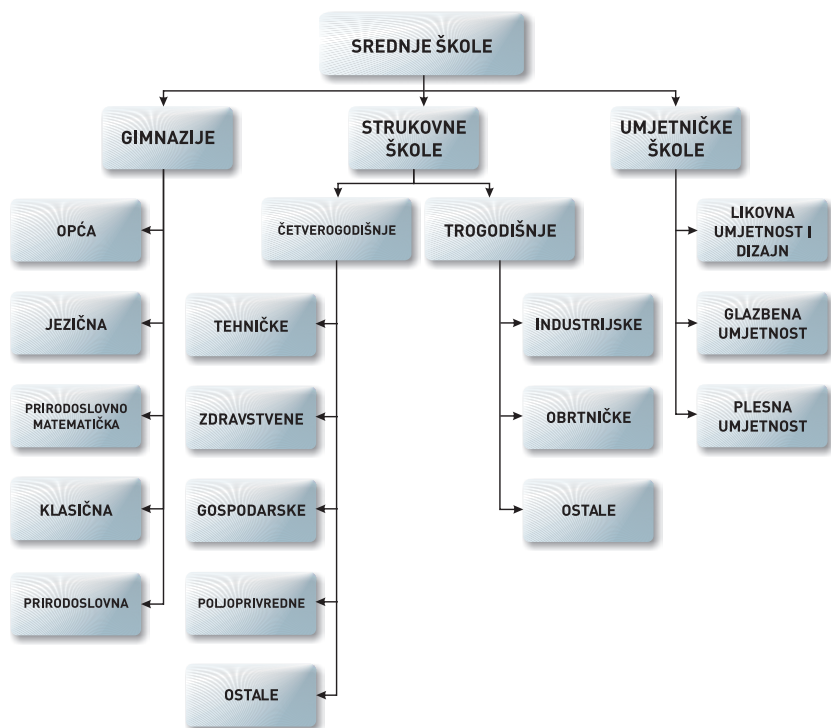 SREDNJE ŠKOLE
GIMNAZIJE
STRUKOVNE
ŠKOLE
UMJETNIČKE
ŠKOLE
OPĆA
JEZIČNA
PRIRODOSLOVNO
MATEMATIČKA
KLASIČNA
PRIRODOSLOVNA
ČETVEROGODIŠNJE
TROGODIŠNJE
TEHNIČKE
ZDRAVSTVENE
GOSPODARSKE
POLJOPRIVREDNE
OSTALE
INDUSTRIJSKE
OBRTNIČKE
OSTALE
LIKOVNA
UMJETNOST I
DIZAJN
GLAZBENA
UMJETNOST
PLESNA
UMJETNOST